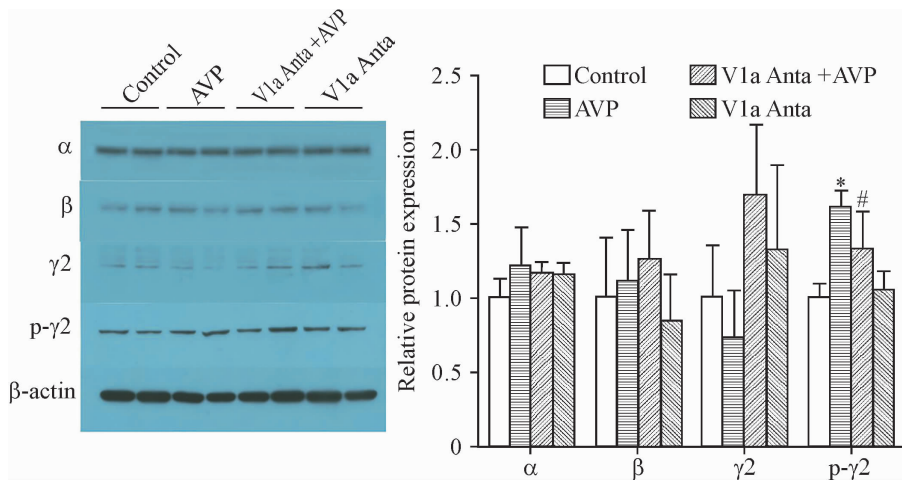 Control
AVP
V1a Anta +AVP
V1a Anta
α
β
γ2
p-γ2
β-actin
Relative protein expression
2.5
2.0
1.5
1.0
0.5
0
Control
V1a Anta +AVP
AVP
V1a Anta
*
#
α
β
γ2
p-γ2